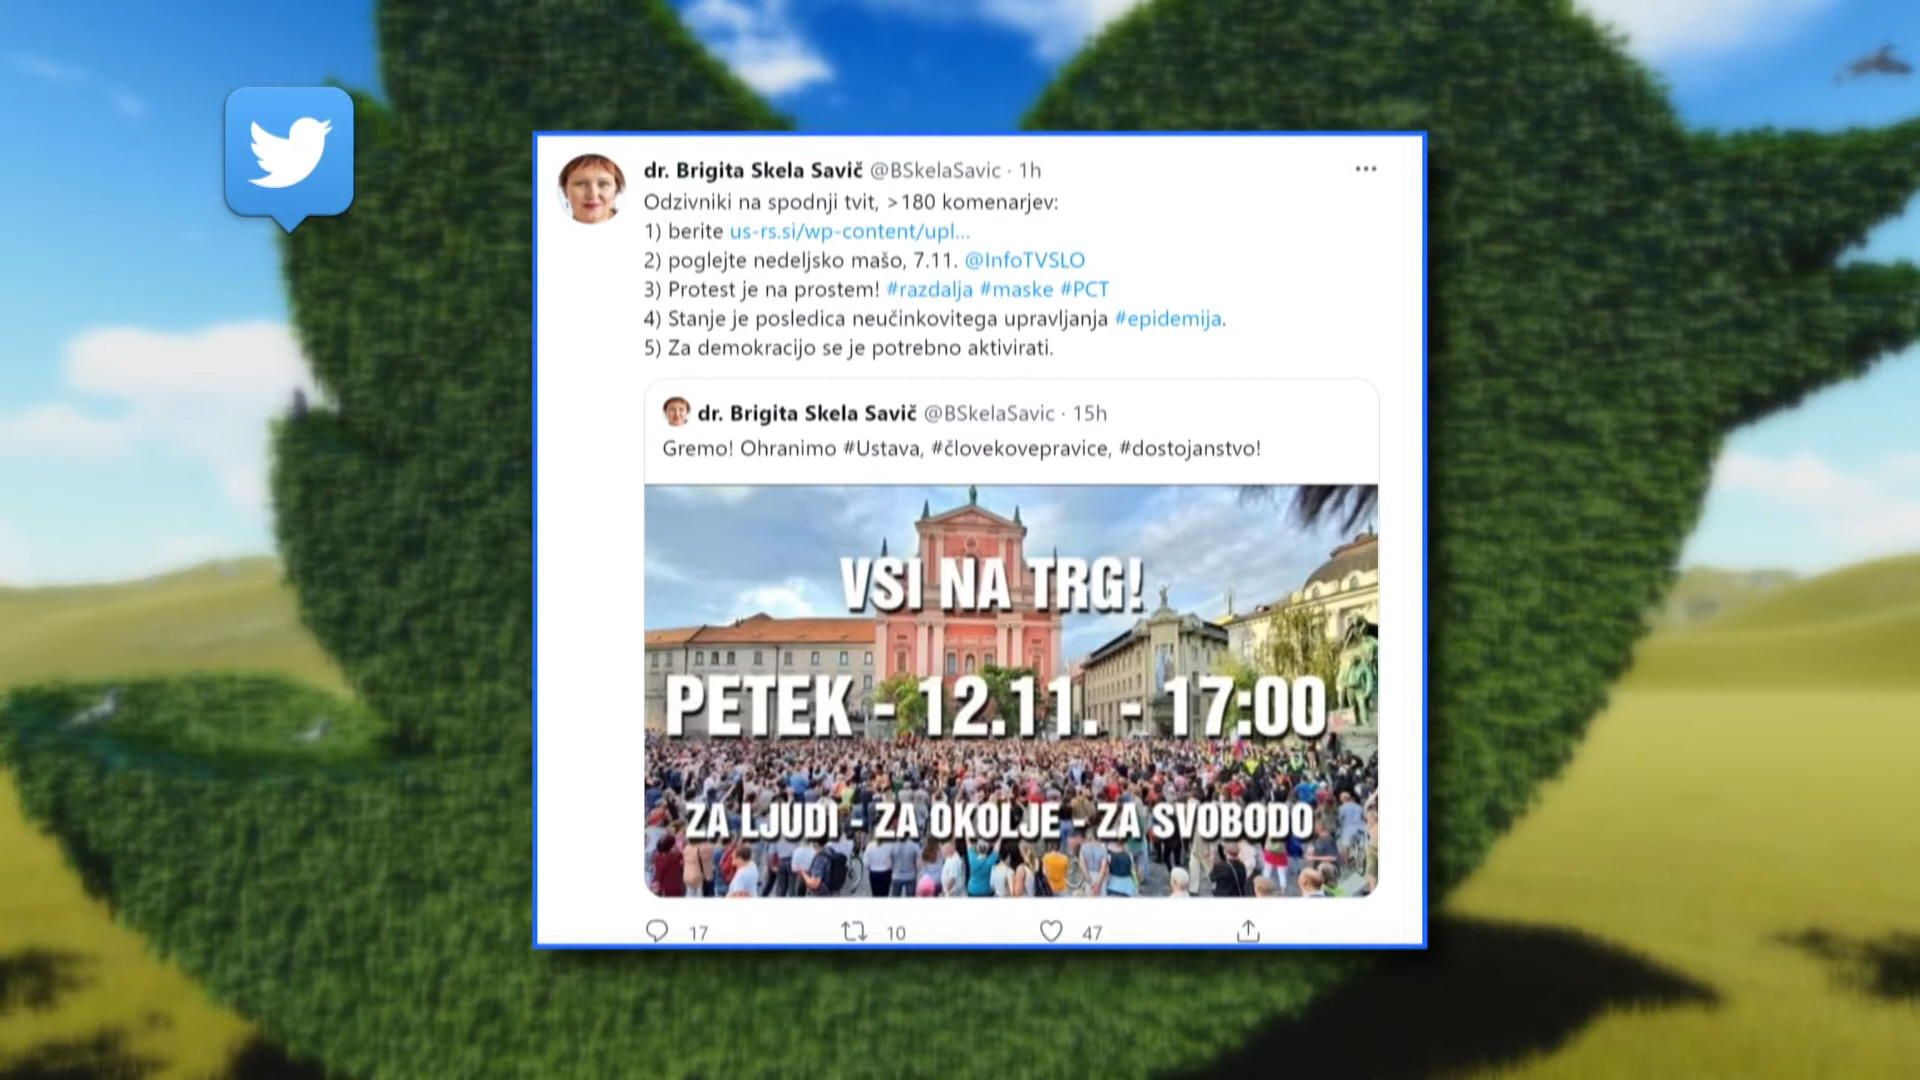 dr. Brigita Skela Savič @BSkelaSavic · 1h
Odzivniki na spodnji tvit, >180 komenarjev:
1) berite us-rs.si/wp-content/upl...
2) poglejte nedeljsko mašo, 7.11. @InfoTVSLO
3) Protest je na prostem! #razdalja #maske #PCT
4) Stanje je posledica neučinkovitega upravljanja #epidemija.
5) Za demokracijo se je potrebno aktivirati.
dr. Brigita Skela Savič @BSkelaSavic · 15h
Gremo! Ohranimo #Ustava, #človekovepravice, #dostojanstvo!
VSI NA TRG!
PETEK - 12.11. - 17:00
ZA LJUDI - ZA OKOLJE - ZA SVOBODO
17 10 47